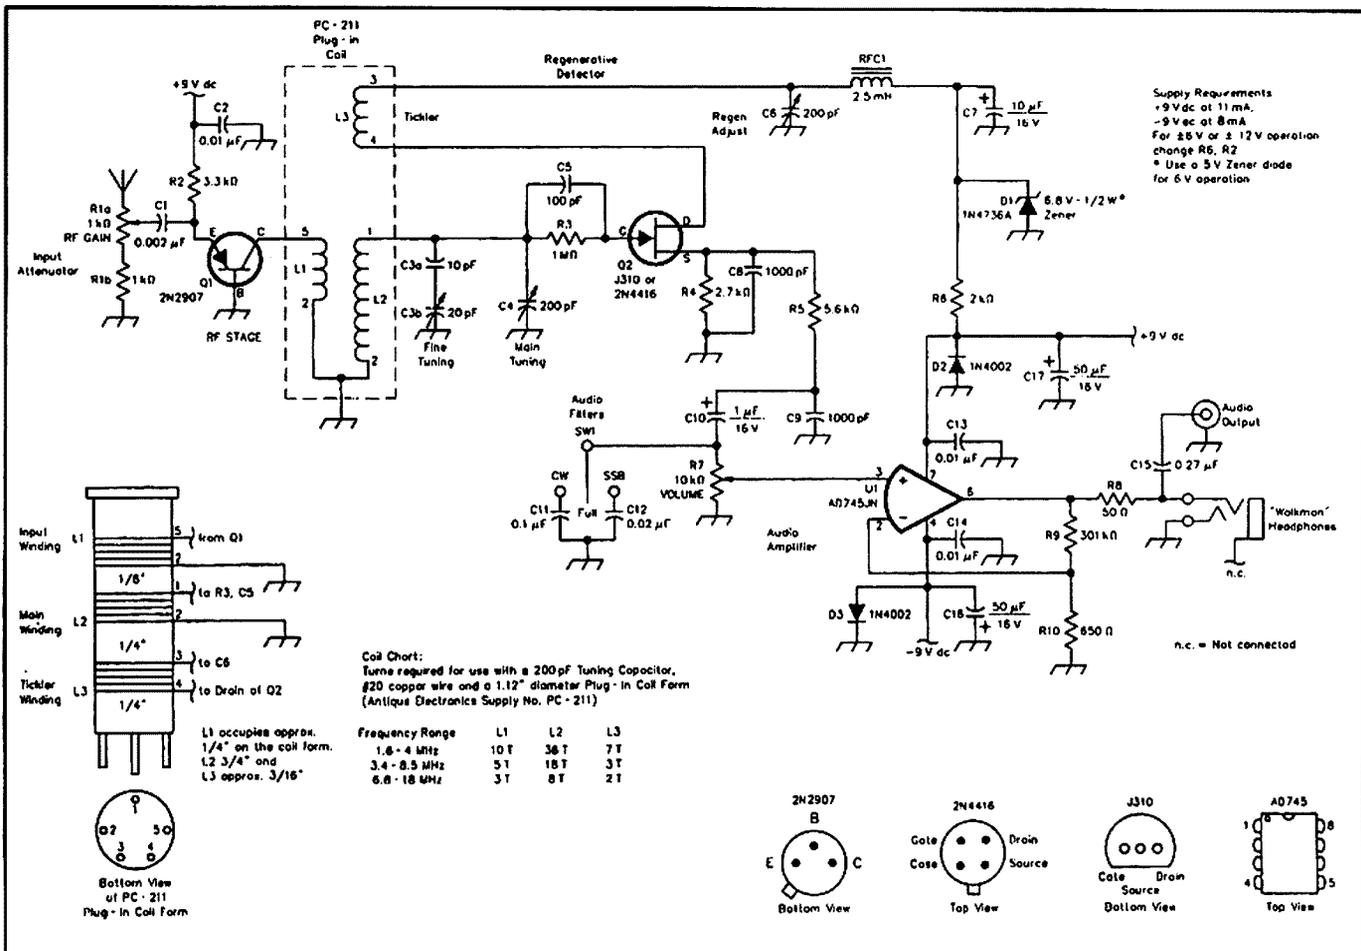 PC - 211
Plug - in
Coil
+9 V dc
C2
0.01 µF
R2
3.3 kΩ
R1a
1 kΩ
RF GAIN
C1
0.002 µF
Input
Attenuator
R1b
1 kΩ
E
C
Q1
B
2N2907
RF STAGE
3
L3
4
Tickler
5
L1
2
1
L2
2
Regenerative
Detector
C3a
10 pF
C3b
20 pF
Fine
Tuning
C4
200 pF
Main
Tuning
C5
100 pF
R3
1 MΩ
G
D
S
Q2
J310 or
2N4416
R4
2.7 kΩ
C8
1000 pF
R5
5.6 kΩ
Regen
Adjust
C6
200 pF
RFC1
2.5 mH
C7
+
10 µF
16 V
Supply Requirements
+9 V dc at 11 mA,
-9 V ec at 8 mA
For ±6 V or ± 12 V operation
change R6, R2
* Use a 5 V Zener diode
for 6 V operation
D1
1N4736A
6.8 V - 1/2 W*
Zener
R6
2 kΩ
+9 V dc
D2
1N4002
C17
+
50 µF
16 V
Audio
Filters
SW1
CW
Full
SSB
C11
0.1 µF
C12
0.02 µF
C10
+
1 µF
16 V
C9
1000 pF
R7
10 kΩ
VOLUME
3
+
U1
AD745JN
2
-
7
4
6
C13
0.01 µF
C14
0.01 µF
Audio
Amplifier
D3
1N4002
C16
50 µF
16 V
+
-9 V dc
R8
50 Ω
R9
301 kΩ
R10
650 Ω
C15
0.27 µF
Audio
Output
"Walkman"
Headphones
n.c.
n.c. = Not connected
Input
Winding
L1
5
from Q1
2
1/8"
1
to R3, C5
Main
Winding
L2
2
1/4"
3
to C6
Tickler
Winding
L3
4
to Drain of Q2
1/4"
L1 occupies approx.
1/4" on the coil form.
L2 3/4" and
L3 approx. 3/16"
1
2
5
3
4
Bottom View
of PC - 211
Plug - In Coil Form
Coil Chart:
Turns required for use with a 200 pF Tuning Capacitor,
#20 copper wire and a 1.12" diameter Plug - In Coil Form
(Antique Electronics Supply No. PC - 211)
Frequency Range L1 L2 L3
1.6 - 4 MHz 10 T 36 T 7 T
3.4 - 8.5 MHz 5 T 18 T 3 T
6.8 - 18 MHz 3 T 8 T 2 T
2N2907
B
E
C
Bottom View
2N4416
Gate
Drain
Case
Source
Top View
J310
Gate
Drain
Source
Bottom View
AD745
1
8
4
5
Top View